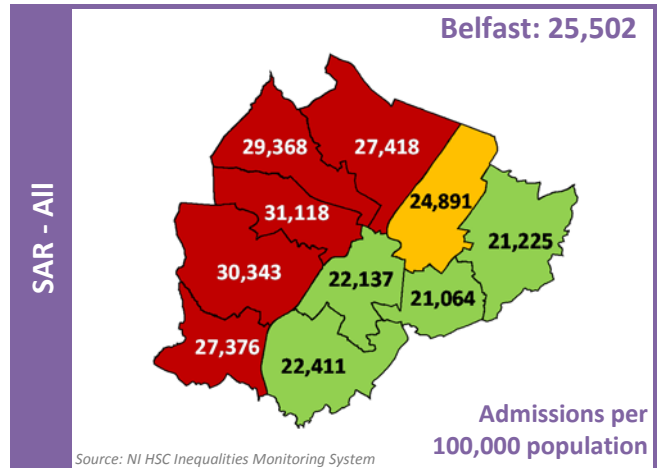 Belfast: 25,502
SAR - All
29,368
27,418
24,891
31,118
21,225
30,343
22,137
21,064
27,376
22,411
Admissions per
100,000 population
Source: NI HSC Inequalities Monitoring System